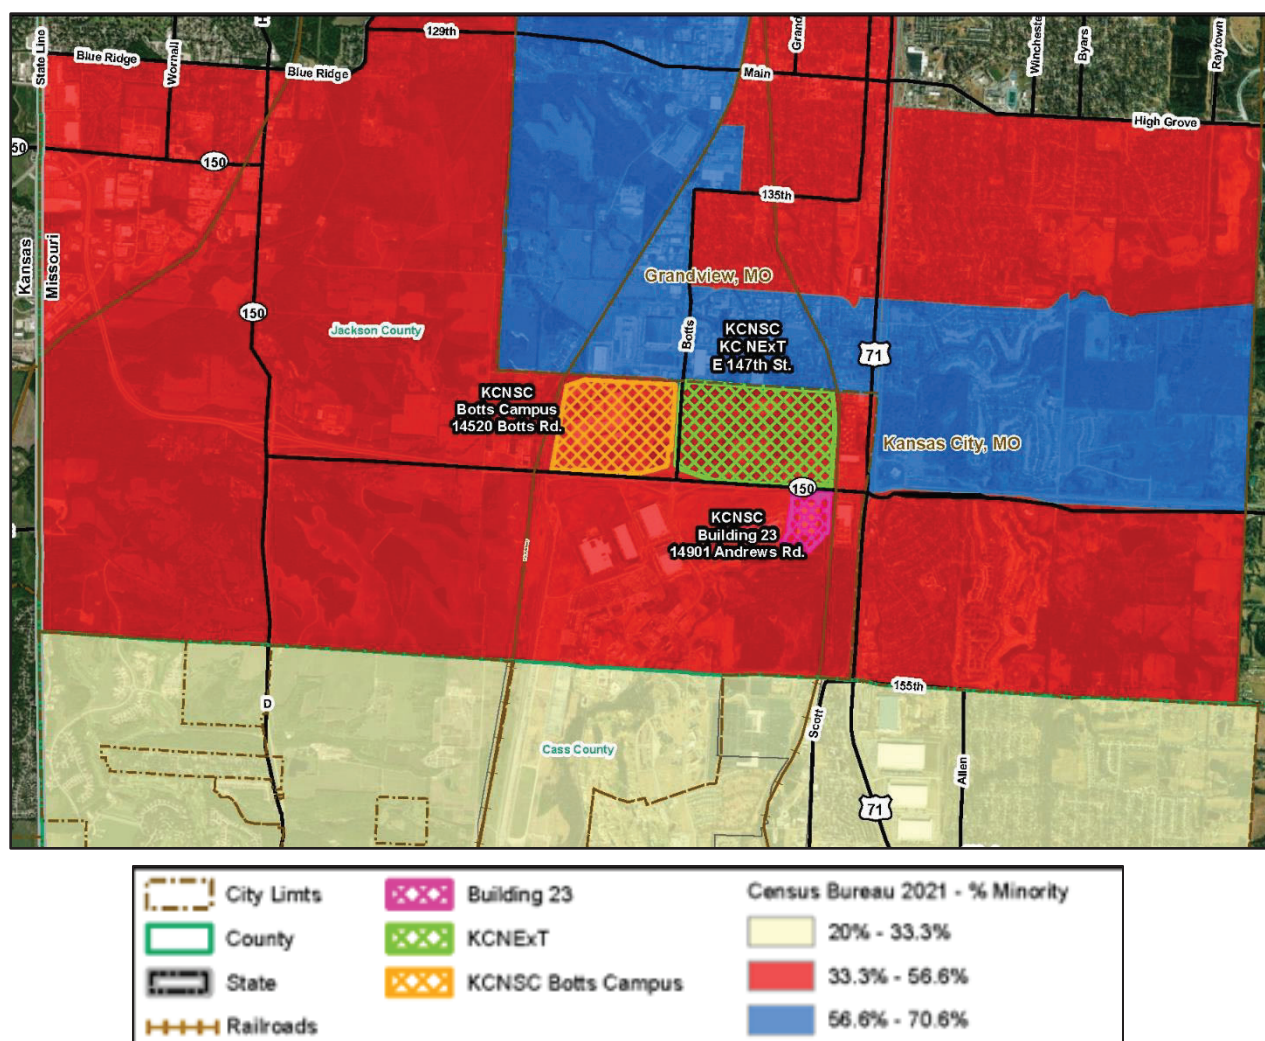 State Line
Blue Ridge
Wornall
H
Blue Ridge
129th
Grand
Main
Winchester
Byars
Raytown
High Grove
50
150
135th
Kansas
Missouri
Grandview, MO
150
Jackson County
Botts
KCNSC
KC NExT
E 147th St.
71
KCNSC
Botts Campus
14520 Botts Rd.
Kansas City, MO
150
KCNSC
Building 23
14901 Andrews Rd.
155th
D
Scott
Cass County
Allen
71
City Limts
County
State
Railroads
Building 23
KCNExT
KCNSC Botts Campus
Census Bureau 2021 - % Minority
20% - 33.3%
33.3% - 56.6%
56.6% - 70.6%